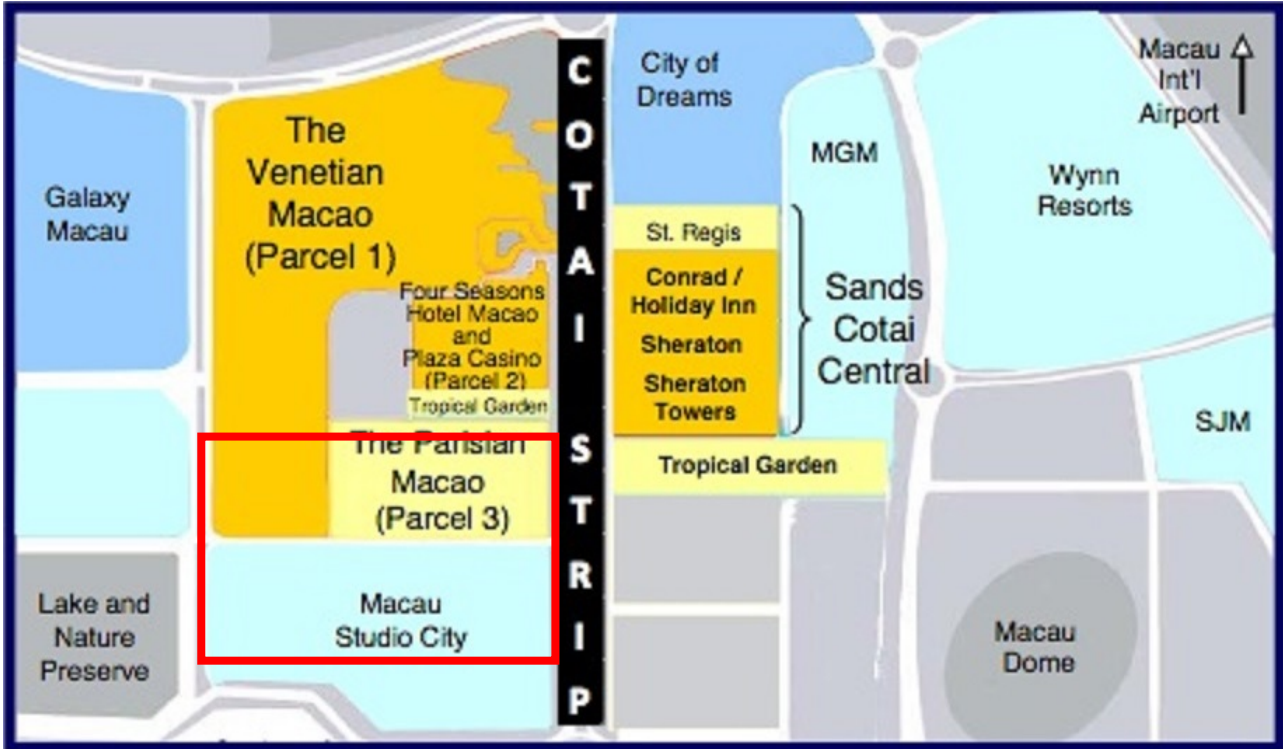 The
Venetian
Macao
(Parcel 1)
Galaxy
Macau
Four Seasons
Hotel Macao
and
Plaza Casino
(Parcel 2)
Tropical Garden
The Parisian
Macao
(Parcel 3)
Lake and
Nature
Preserve
Macau
Studio City
COTAI STRIP
City of
Dreams
St. Regis
Conrad /
Holiday Inn
Sheraton
Sheraton
Towers
Tropical Garden
MGM
Sands
Cotai
Central
Wynn
Resorts
Macau
Int'l
Airport
SJM
Macau
Dome